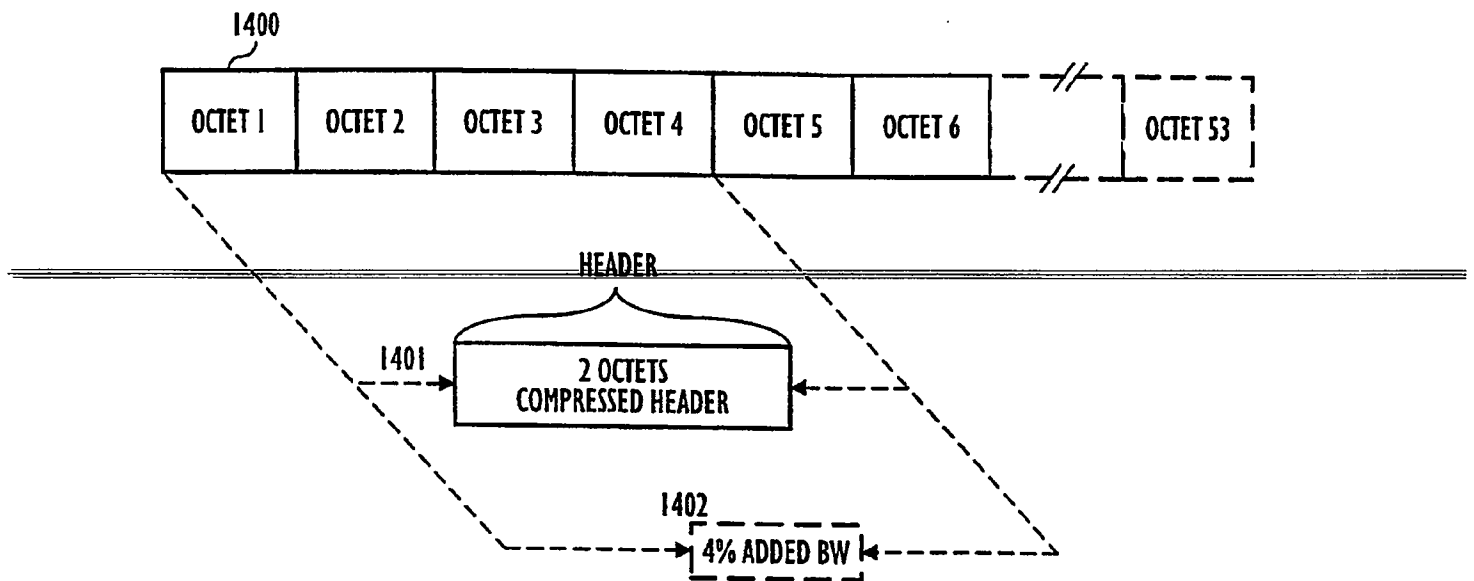 1400
OCTET 1 OCTET 2 OCTET 3 OCTET 4 OCTET 5 OCTET 6 OCTET 53
HEADER
1401
2 OCTETS
COMPRESSED HEADER
1402
4% ADDED BW